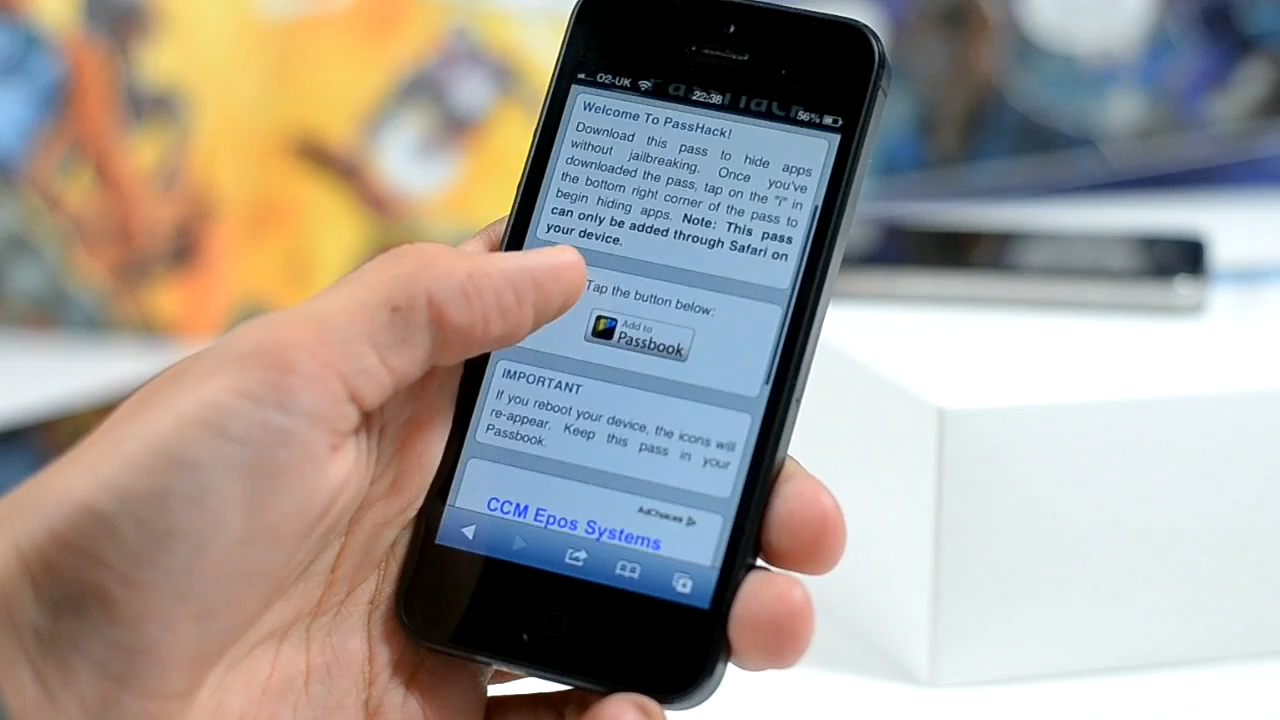 O2-UK
22:38
56%
Welcome To PassHack!
Download this pass to hide apps
without jailbreaking. Once you've
downloaded the pass, tap on the "i" in
the bottom right corner of the pass to
begin hiding apps. Note: This pass
can only be added through Safari on
your device.
Tap the button below:
Add to
Passbook
IMPORTANT
If you reboot your device, the icons will
re-appear. Keep this pass in your
Passbook.
AdChoices
CCM Epos Systems